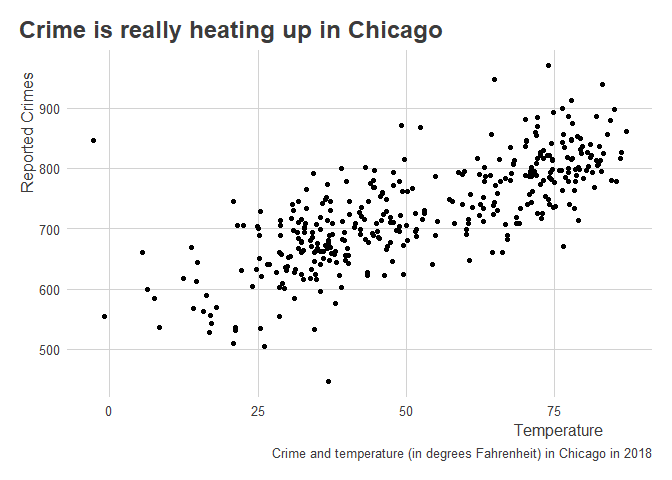 Crime is really heating up in Chicago
Reported Crimes
900
800
700
600
500
0 25 50 75
Temperature
Crime and temperature (in degrees Fahrenheit) in Chicago in 2018